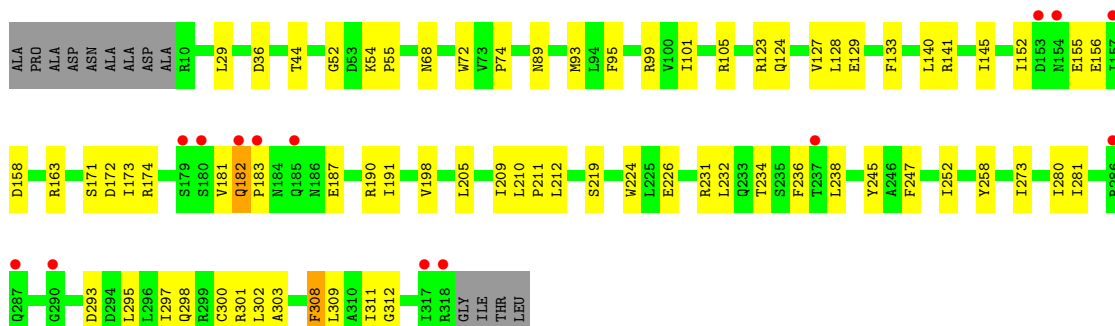 ALA PRO ALA ASP ASN ALA ALA ASP ALA R10 L29 D36 T44 G52 D53 K54 P55 N68 W72 V73 P74 N89 M93 L94 F95 R99 V100 I101 R105 R123 Q124 V127 L128 E129 F133 L140 R141 I145 I152 D153 N154 E155 E156 I157
D158 R163 S171 D172 I173 R174 S179 S180 V181 Q182 P183 N184 Q185 N186 E187 R190 I191 V198 L205 I209 L210 P211 L212 S219 W224 L225 E226 R231 L232 Q233 T234 S235 F236 T237 L238 Y245 A246 F247 I252 Y258 I273 I280 I281 R286
Q287 G290 D293 D294 L295 L296 I297 Q298 R299 C300 R301 L302 A303 F308 L309 A310 I311 G312 I317 R318 GLY ILE THR LEU